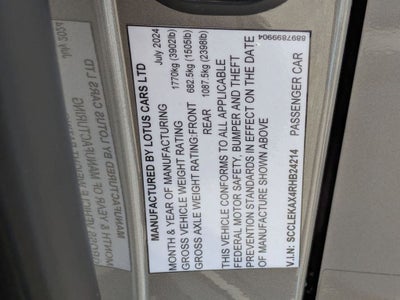 8897899904
MANUFACTURED BY LOTUS CARS LTD
MONTH & YEAR OF MANUFACTURING July 2024
GROSS VEHICLE WEIGHT RATING 1770kg (3902lb)
GROSS AXLE WEIGHT RATING:FRONT 682.5kg (1505lb)
REAR 1087.5kg (2398lb)
THIS VEHICLE CONFORMS TO ALL APPLICABLE
FEDERAL MOTOR SAFETY, BUMPER AND THEFT
PREVENTION STANDARDS IN EFFECT ON THE DATE
OF MANUFACTURE SHOWN ABOVE
V.I.N: SCCLEKAX4RHB24214 PASSENGER CAR